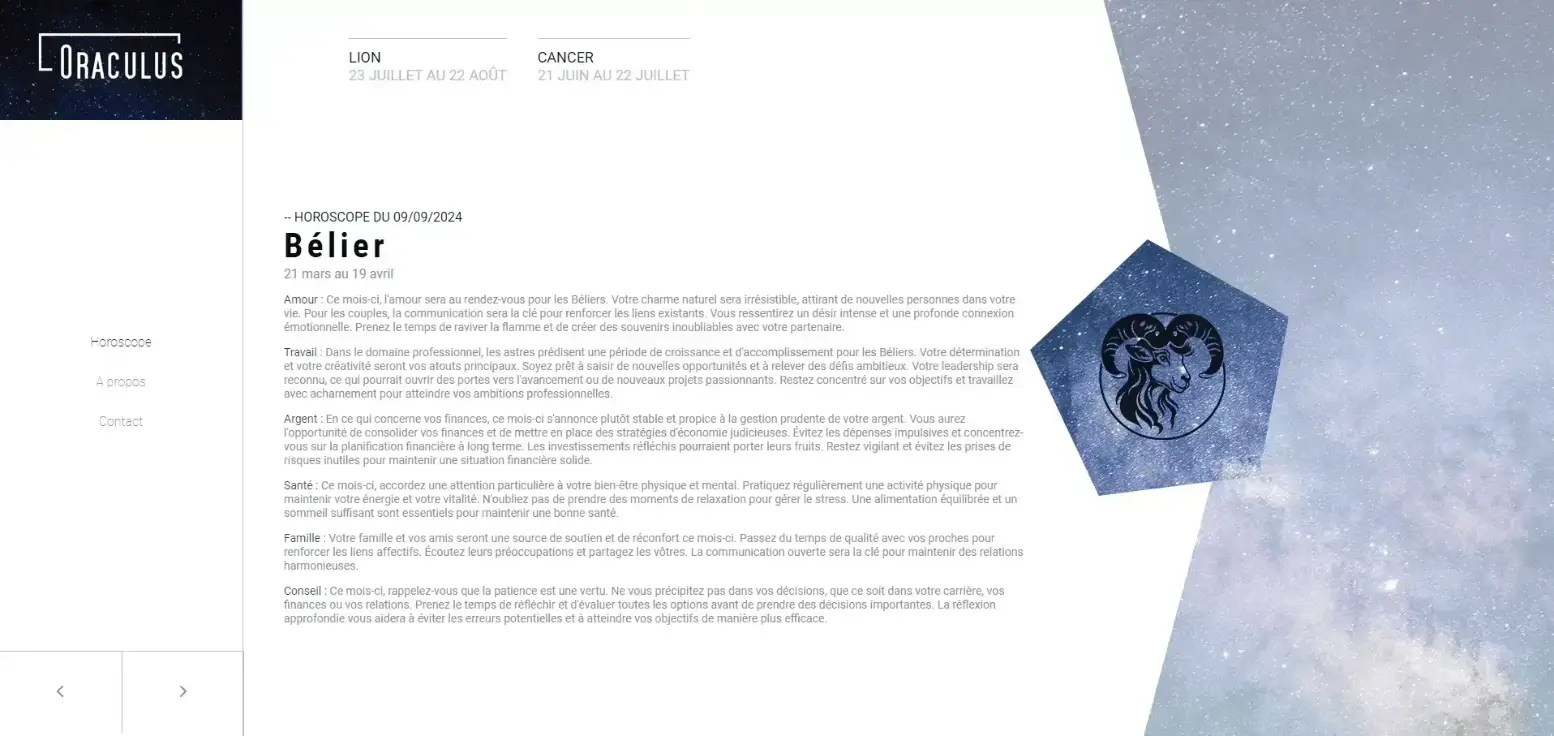 ORACULUS
LION
23 JUILLET AU 22 AOÛT
CANCER
21 JUIN AU 22 JUILLET
Horoscope
A propos
Contact
-- HOROSCOPE DU 09/09/2024
Bélier
21 mars au 19 avril
Amour : Ce mois-ci, l'amour sera au rendez-vous pour les Béliers. Votre charme naturel sera irrésistible, attirant de nouvelles personnes dans votre
vie. Pour les couples, la communication sera la clé pour renforcer les liens existants. Vous ressentirez un désir intense et une profonde connexion
émotionnelle. Prenez le temps de raviver la flamme et de créer des souvenirs inoubliables avec votre partenaire.
Travail : Dans le domaine professionnel, les astres prédisent une période de croissance et d'accomplissement pour les Béliers. Votre détermination
et votre créativité seront vos atouts principaux. Soyez prêt à saisir de nouvelles opportunités et à relever des défis ambitieux. Votre leadership sera
reconnu, ce qui pourrait ouvrir des portes vers l'avancement ou de nouveaux projets passionnants. Restez concentré sur vos objectifs et travaillez
avec acharnement pour atteindre vos ambitions professionnelles.
Argent : En ce qui concerne vos finances, ce mois-ci s'annonce plutôt stable et propice à la gestion prudente de votre argent. Vous aurez
l'opportunité de consolider vos finances et de mettre en place des stratégies d'économie judicieuses. Évitez les dépenses impulsives et concentrez-
vous sur la planification financière à long terme. Les investissements réfléchis pourraient porter leurs fruits. Restez vigilant et évitez les prises de
risques inutiles pour maintenir une situation financière solide.
Santé : Ce mois-ci, accordez une attention particulière à votre bien-être physique et mental. Pratiquez régulièrement une activité physique pour
maintenir votre énergie et votre vitalité. N'oubliez pas de prendre des moments de relaxation pour gérer le stress. Une alimentation équilibrée et un
sommeil suffisant sont essentiels pour maintenir une bonne santé.
Famille : Votre famille et vos amis seront une source de soutien et de réconfort ce mois-ci. Passez du temps de qualité avec vos proches pour
renforcer les liens affectifs. Écoutez leurs préoccupations et partagez les vôtres. La communication ouverte sera la clé pour maintenir des relations
harmonieuses.
Conseil : Ce mois-ci, rappelez-vous que la patience est une vertu. Ne vous précipitez pas dans vos décisions, que ce soit dans votre carrière, vos
finances ou vos relations. Prenez le temps de réfléchir et d'évaluer toutes les options avant de prendre des décisions importantes. La réflexion
approfondie vous aidera à éviter les erreurs potentielles et à atteindre vos objectifs de manière plus efficace.